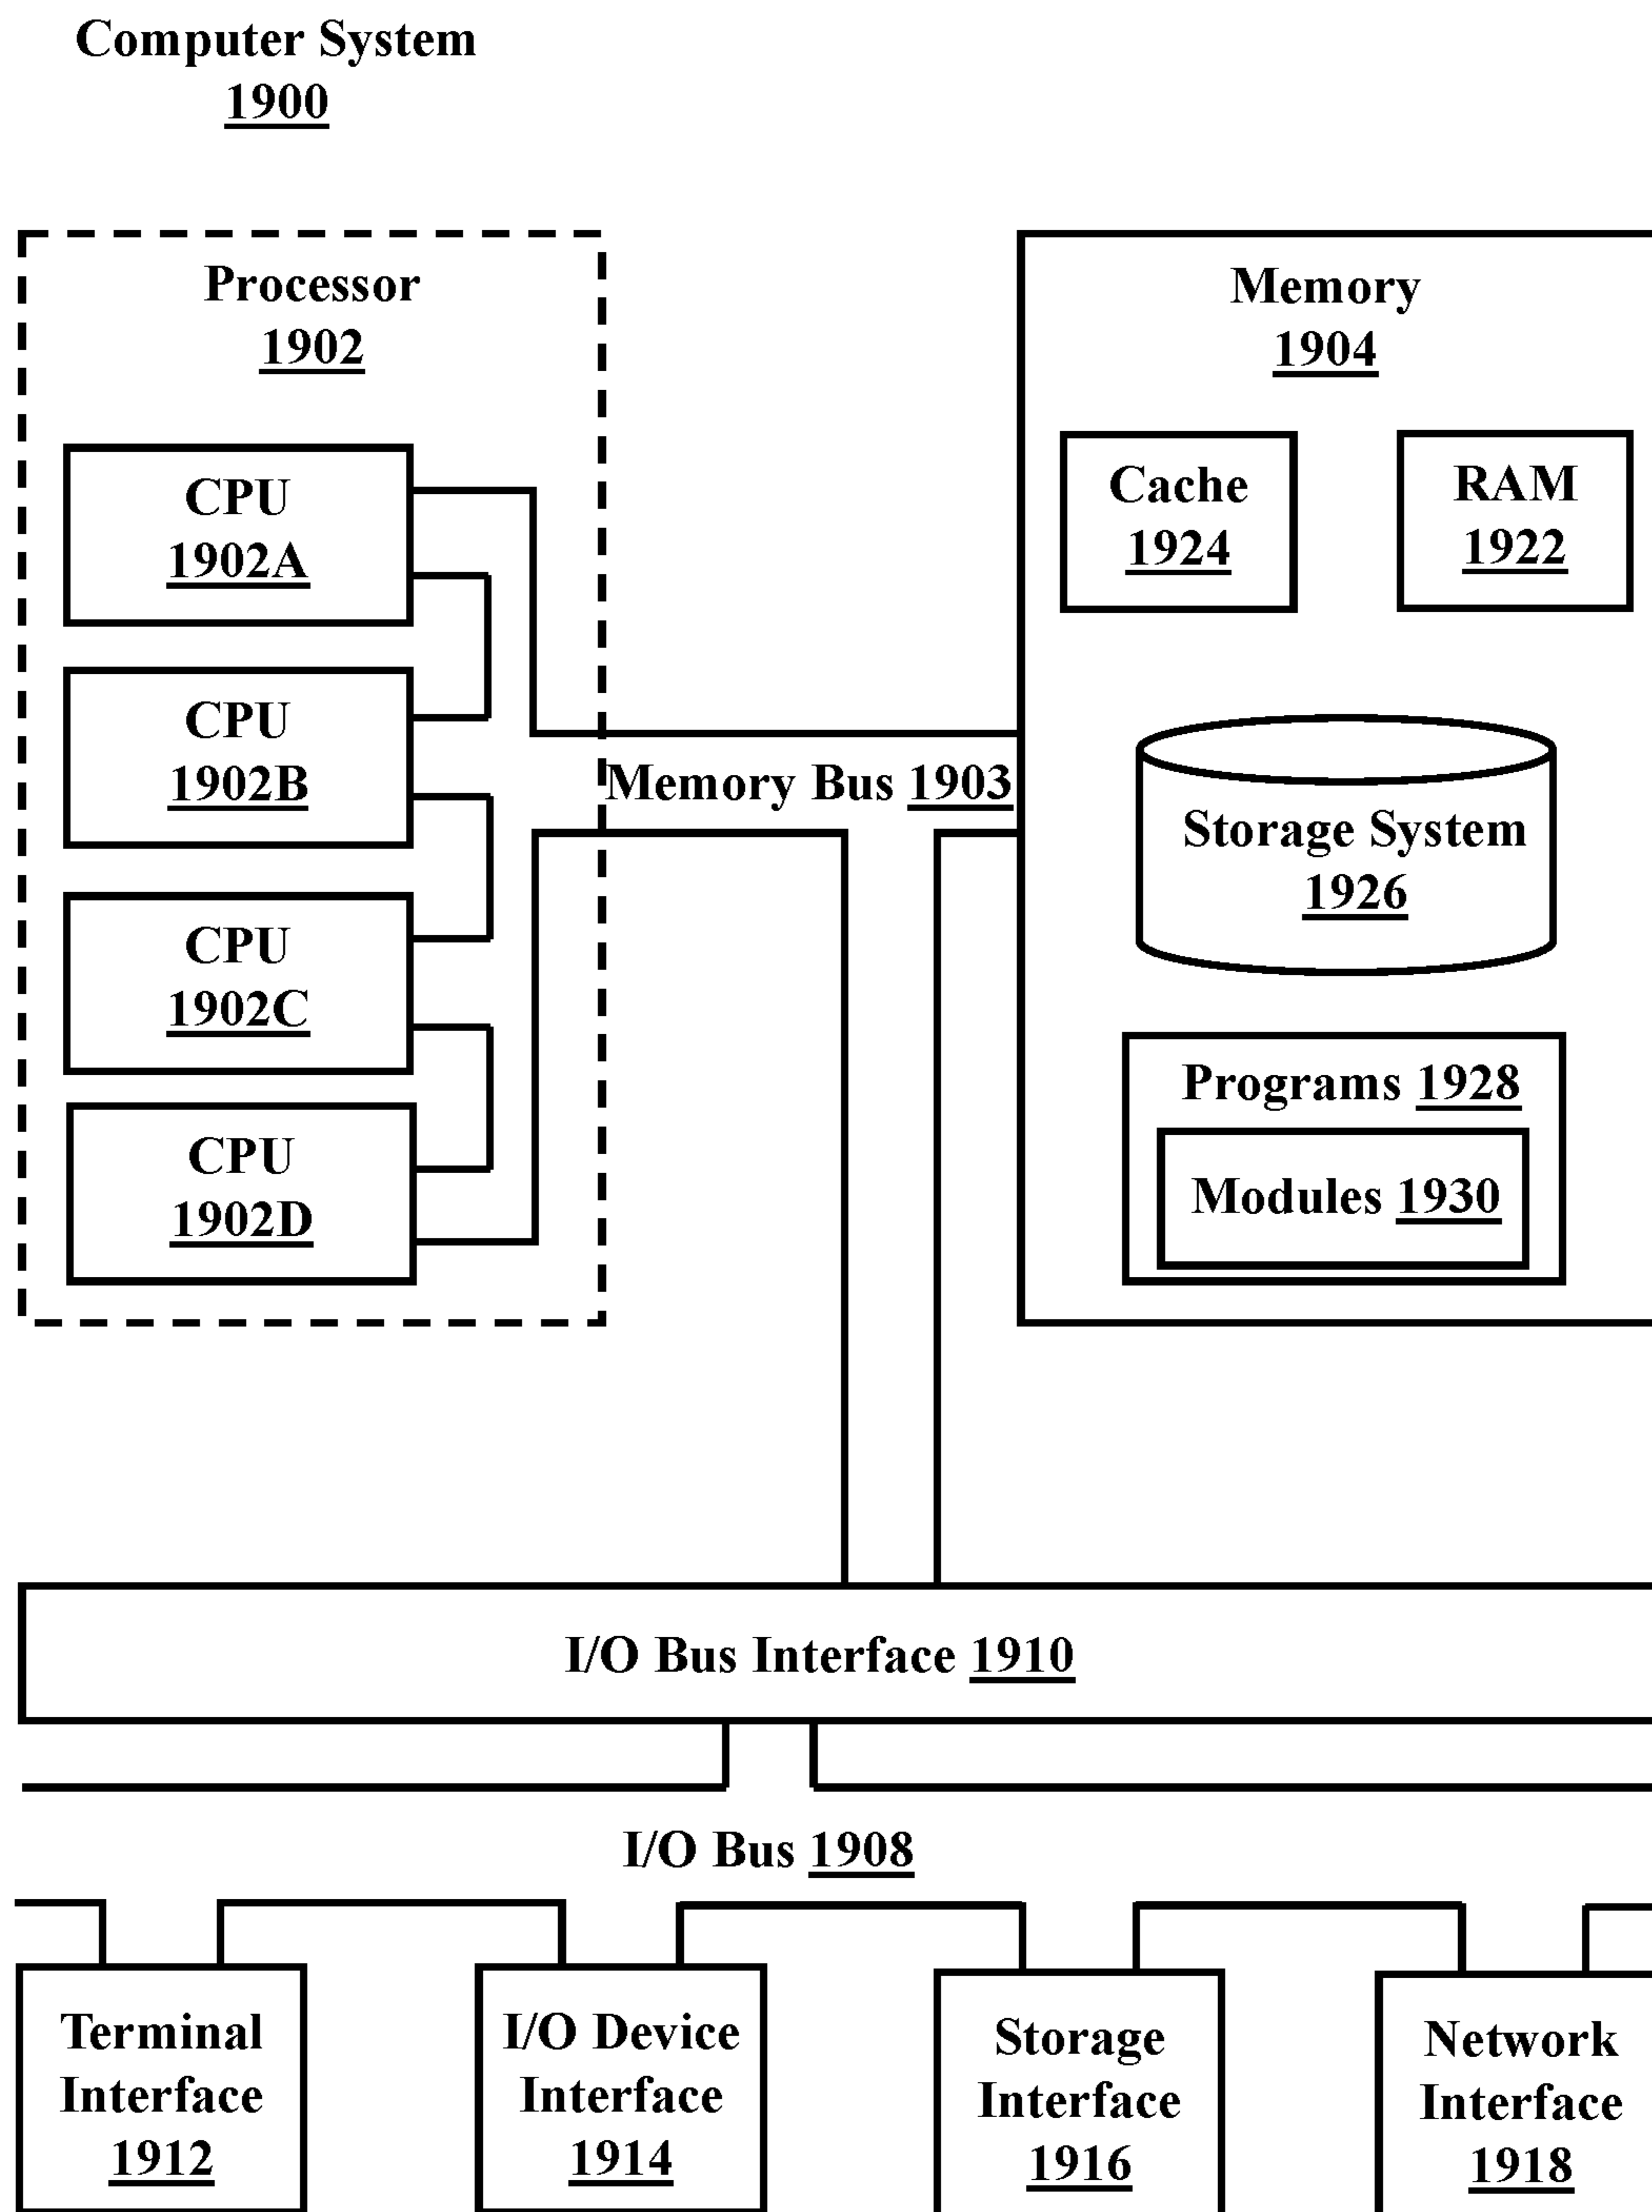 Computer System
1900
Processor
1902
CPU
1902A
CPU
1902B
CPU
1902C
CPU
1902D
Memory Bus 1903
Memory
1904
Cache
1924
RAM
1922
Storage System
1926
Programs 1928
Modules 1930
I/O Bus Interface 1910
I/O Bus 1908
Terminal
Interface
1912
I/O Device
Interface
1914
Storage
Interface
1916
Network
Interface
1918